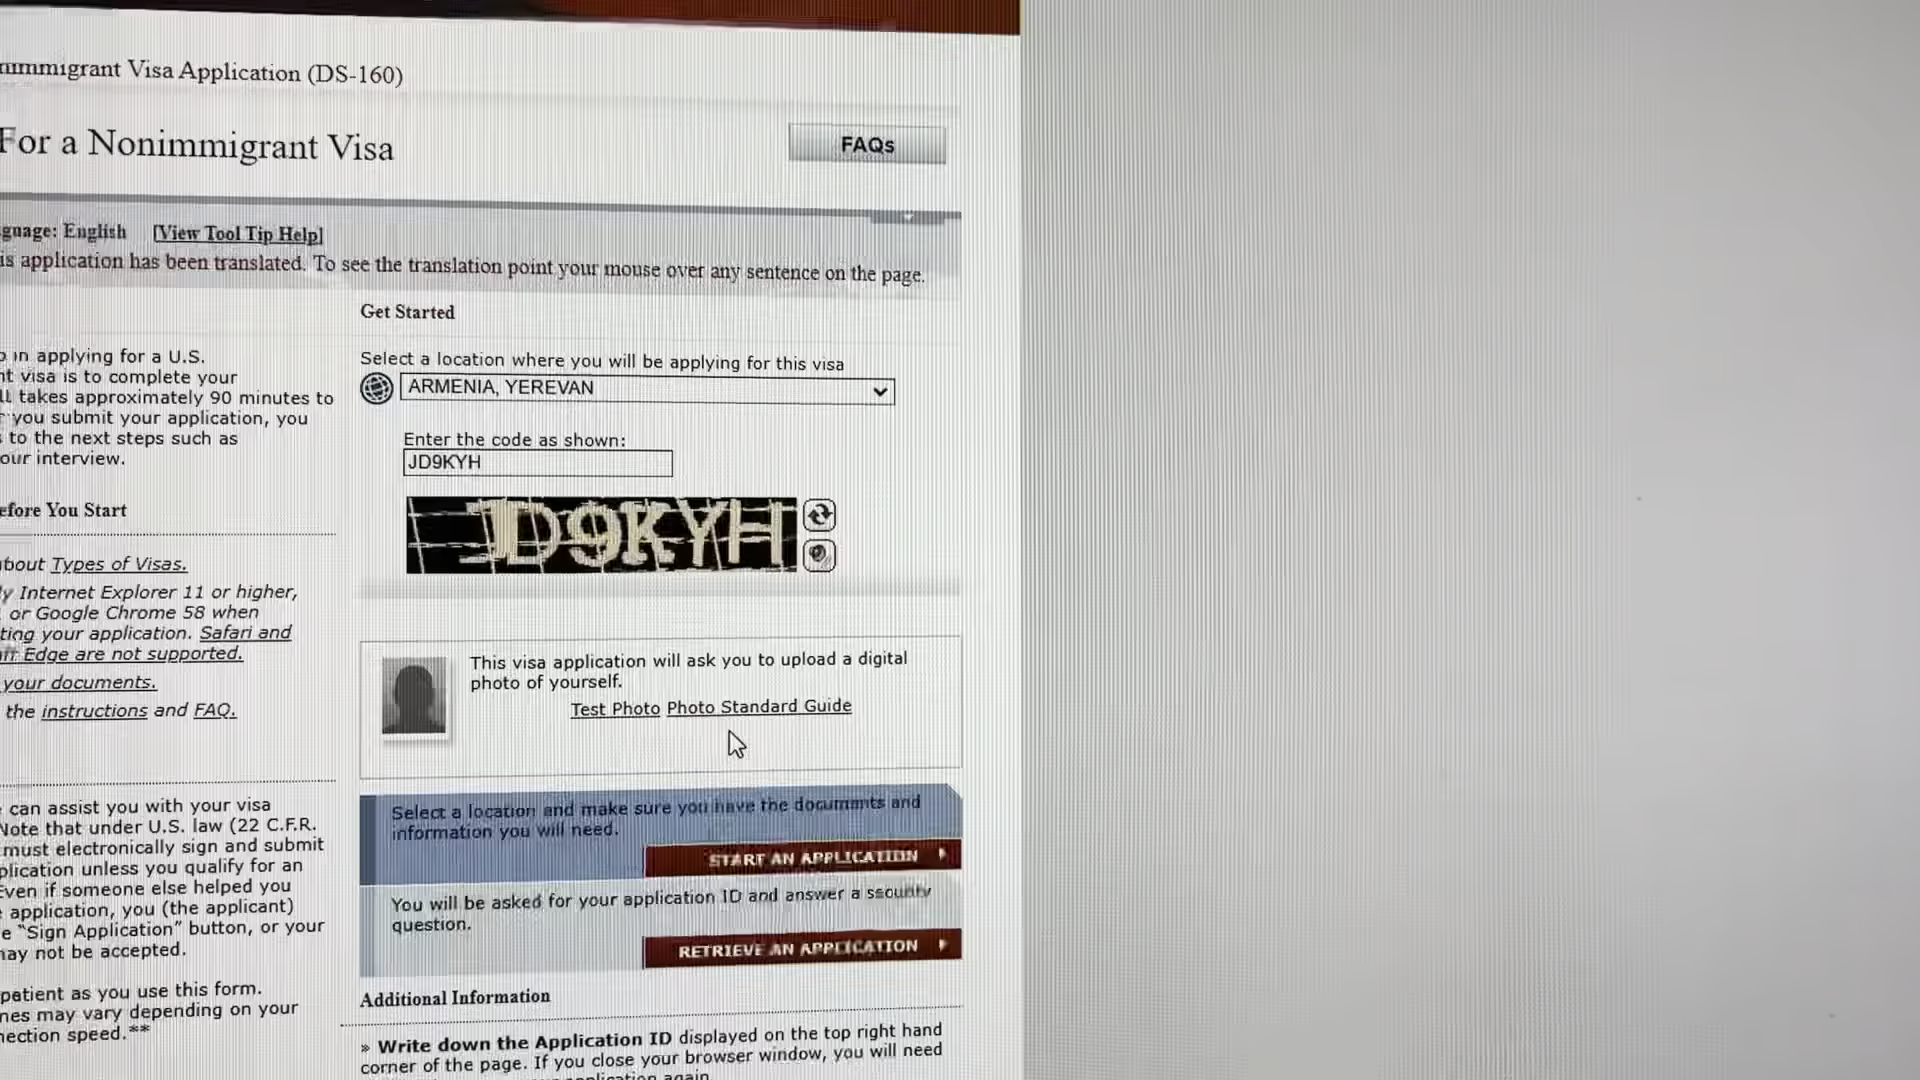 nimmigrant Visa Application (DS-160)
For a Nonimmigrant Visa
FAQs
guage: English [View Tool Tip Help]
is application has been translated. To see the translation point your mouse over any sentence on the page.
Get Started
in applying for a U.S.
nt visa is to complete your
takes approximately 90 minutes to
you submit your application, you
to the next steps such as
our interview.
Select a location where you will be applying for this visa
ARMENIA, YEREVAN
Enter the code as shown:
JD9KYH
JD9KYH
efore You Start
about Types of Visas.
y Internet Explorer 11 or higher,
or Google Chrome 58 when
ting your application. Safari and
Edge are not supported.
your documents.
the instructions and FAQ.
This visa application will ask you to upload a digital
photo of yourself.
Test Photo Photo Standard Guide
can assist you with your visa
Note that under U.S. law (22 C.F.R.
must electronically sign and submit
plication unless you qualify for an
Even if someone else helped you
application, you (the applicant)
e "Sign Application" button, or your
may not be accepted.
patient as you use this form.
nes may vary depending on your
nection speed.**
Select a location and make sure you have the documents and
information you will need.
START AN APPLICATION
You will be asked for your application ID and answer a security
question.
RETRIEVE AN APPLICATION
Additional Information
» Write down the Application ID displayed on the top right hand
corner of the page. If you close your browser window, you will need
application again.